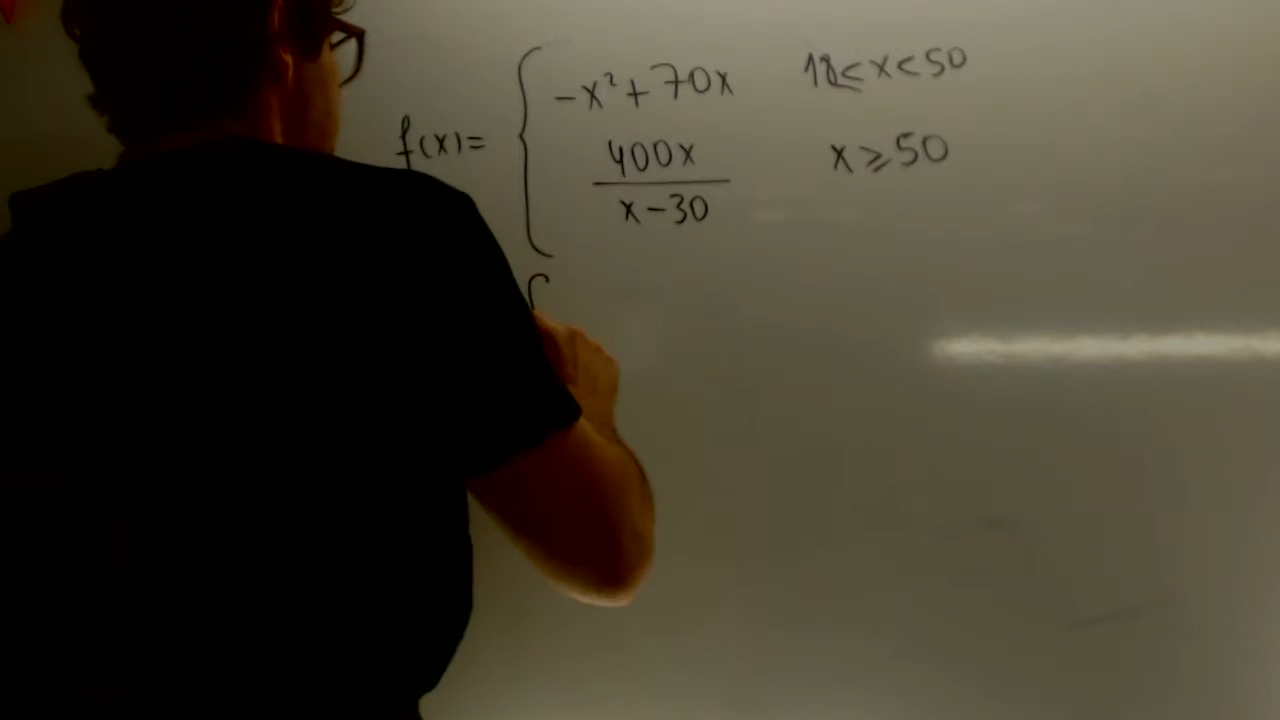 f(x) = { -x² + 70x   18 ≤ x < 50
400x / x - 30   x ≥ 50